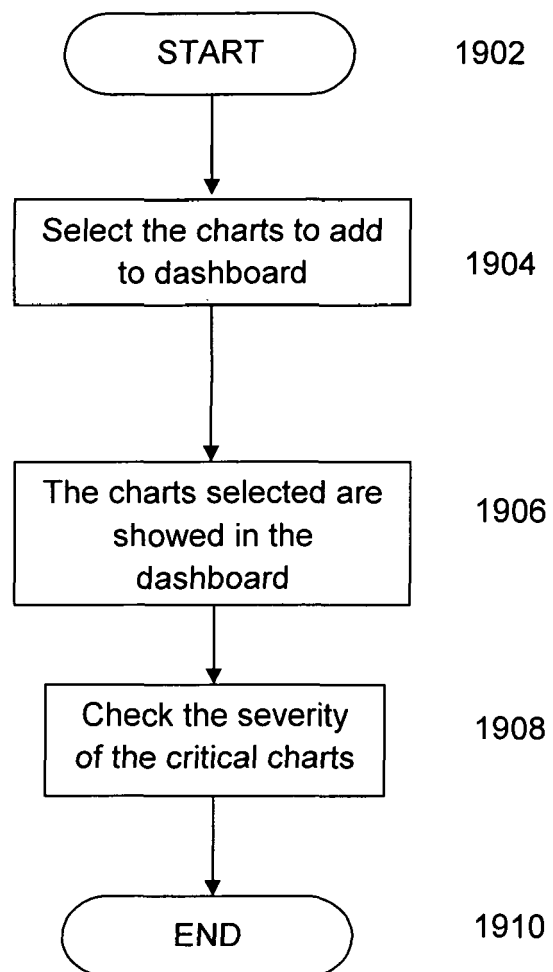 START 1902
Select the charts to add
to dashboard
1904
The charts selected are
showed in the
dashboard
1906
Check the severity
of the critical charts
1908
END 1910